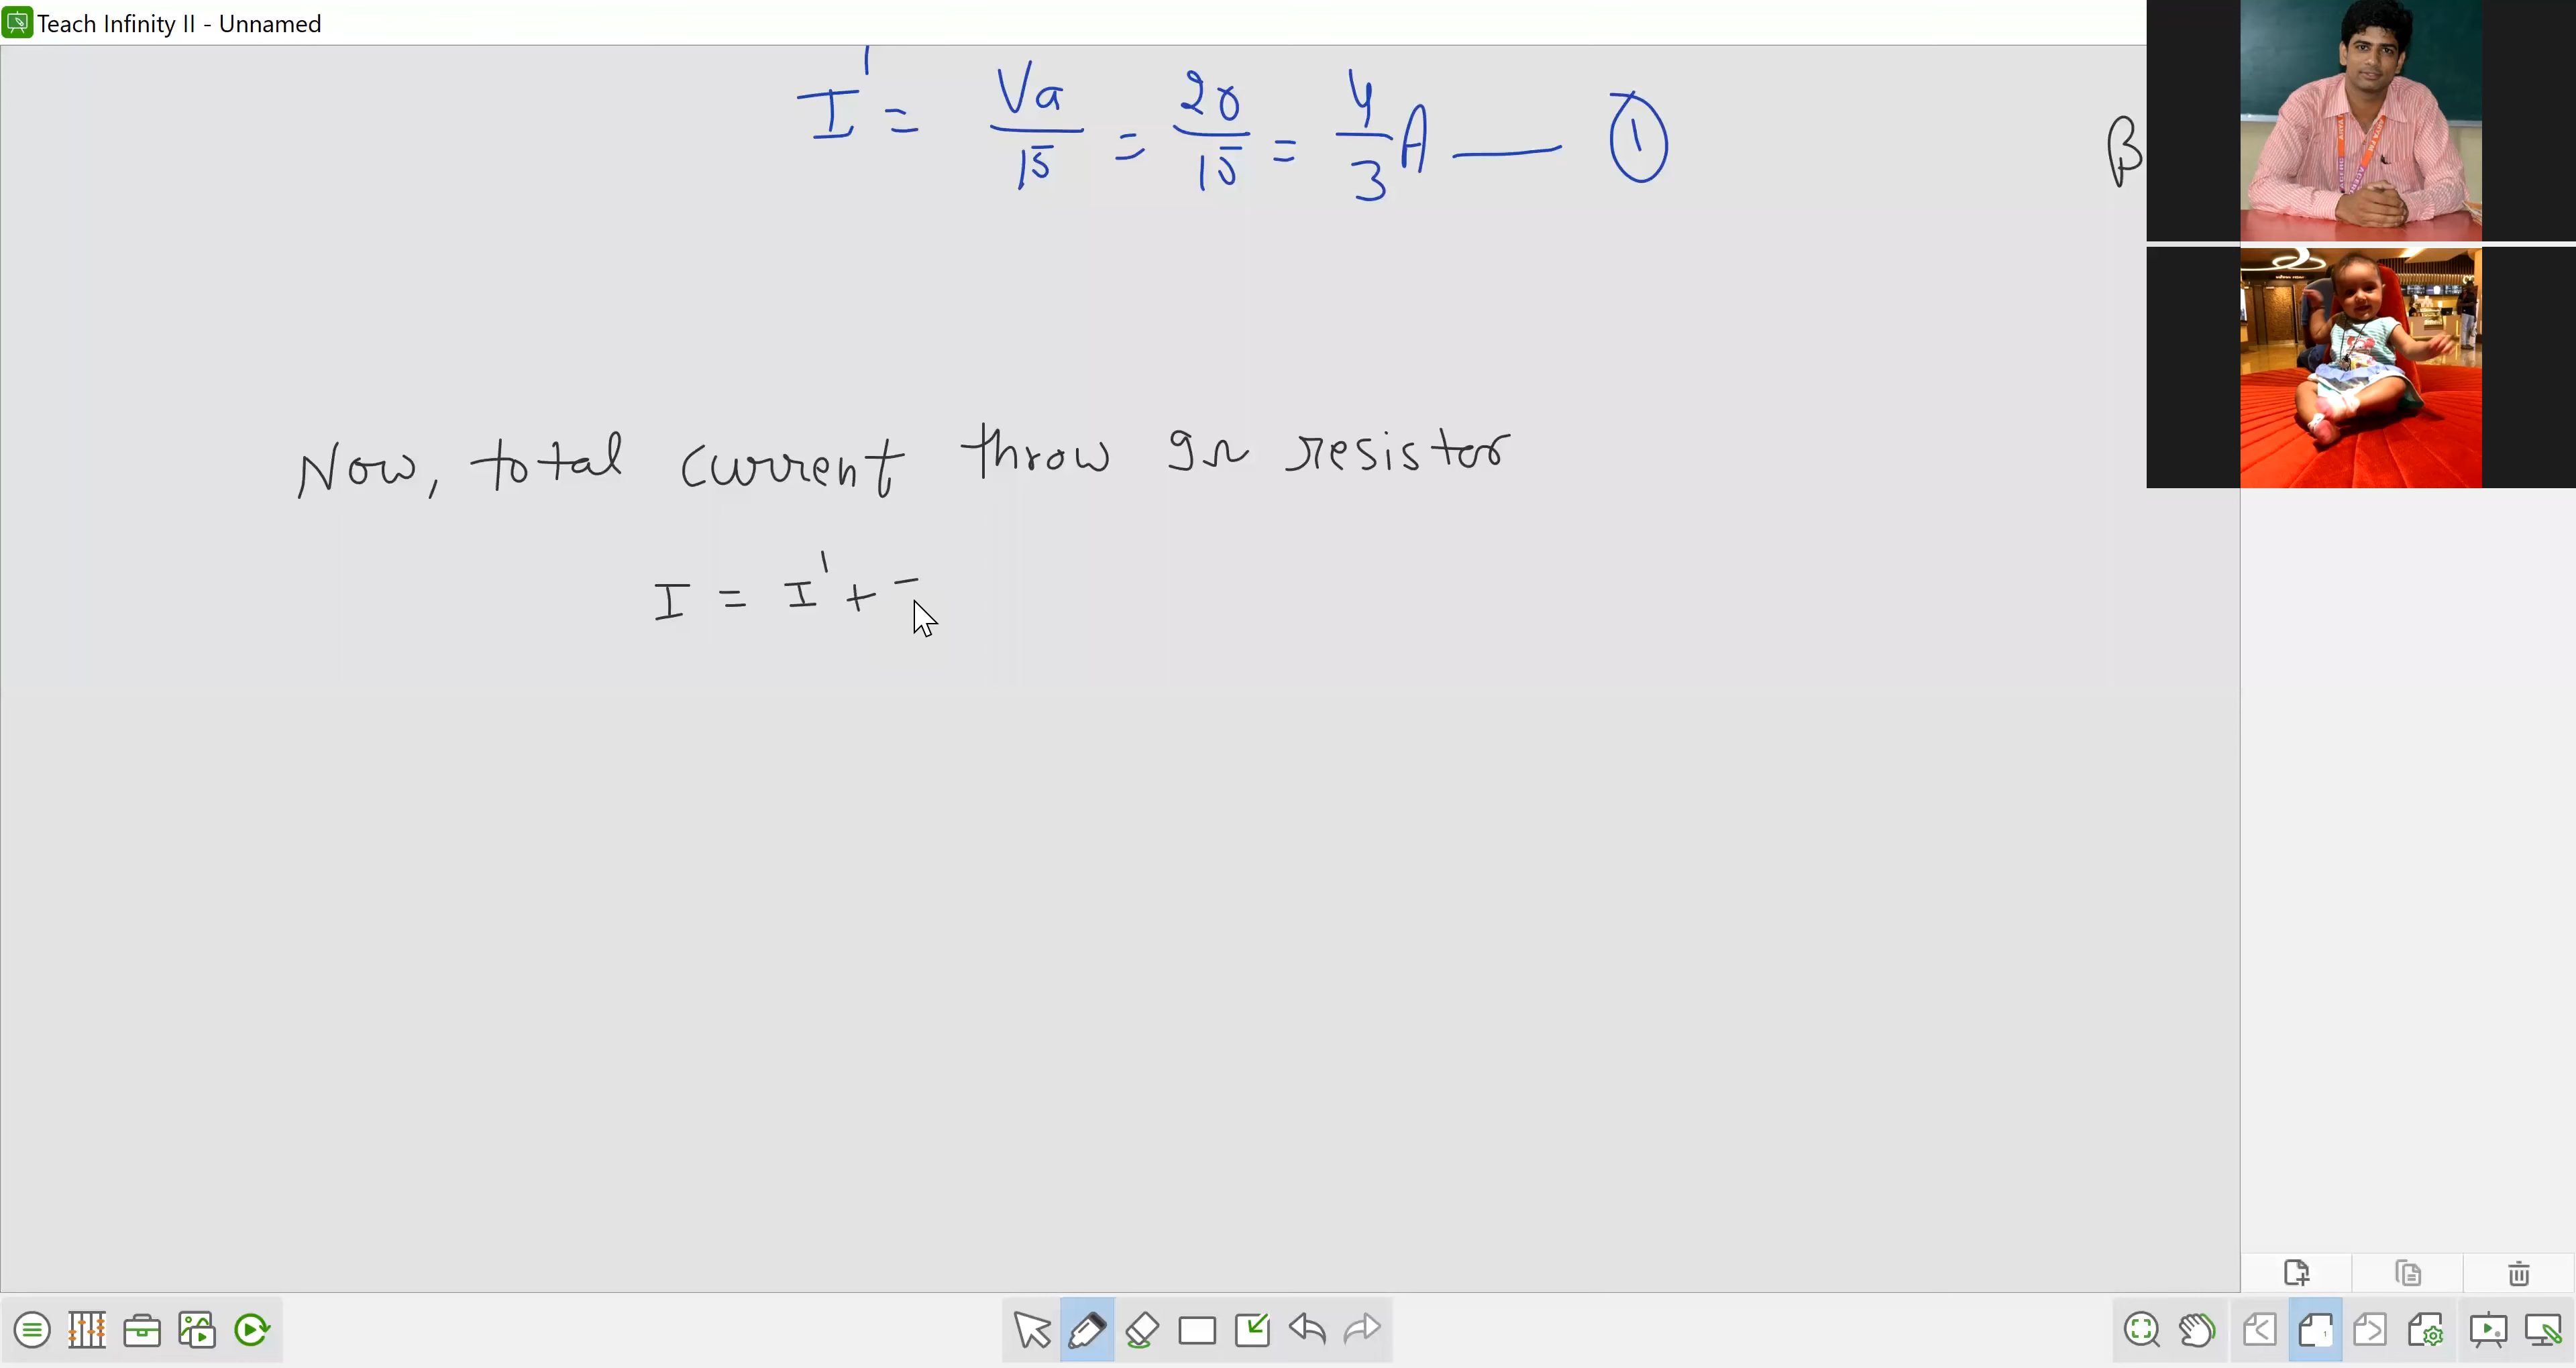 Teach Infinity II - Unnamed
I' = Va/15 = 20/15 = 4/3 A —— ①
β
Now, total current throw 9Ω resistor
I = I' +